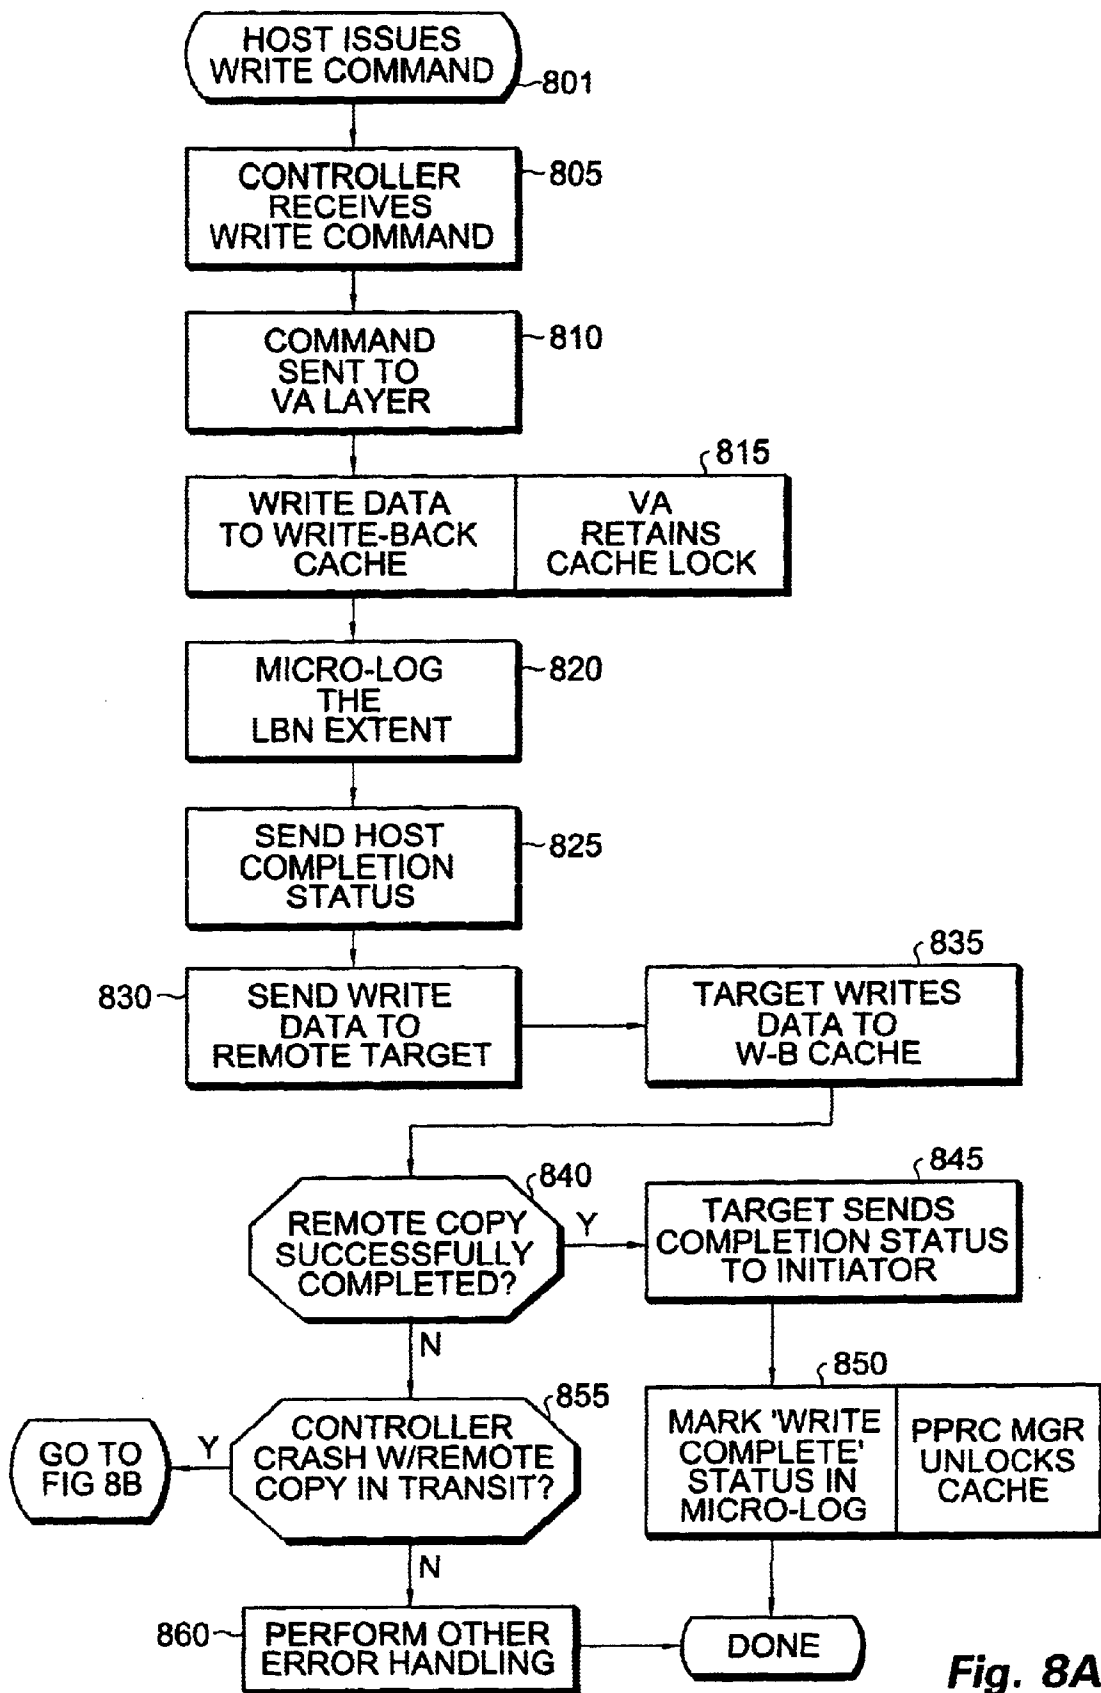 HOST ISSUES
WRITE COMMAND
801
CONTROLLER
RECEIVES
WRITE COMMAND
805
COMMAND
SENT TO
VA LAYER
810
WRITE DATA
TO WRITE-BACK
CACHE
815
VA
RETAINS
CACHE LOCK
MICRO-LOG
THE
LBN EXTENT
820
SEND HOST
COMPLETION
STATUS
825
830
SEND WRITE
DATA TO
REMOTE TARGET
835
TARGET WRITES
DATA TO
W-B CACHE
840
REMOTE COPY
SUCCESSFULLY
COMPLETED?
Y
N
845
TARGET SENDS
COMPLETION STATUS
TO INITIATOR
850
MARK 'WRITE
COMPLETE'
STATUS IN
MICRO-LOG
PPRC MGR
UNLOCKS
CACHE
855
CONTROLLER
CRASH W/REMOTE
COPY IN TRANSIT?
Y
GO TO
FIG 8B
N
860
PERFORM OTHER
ERROR HANDLING
DONE
Fig. 8A